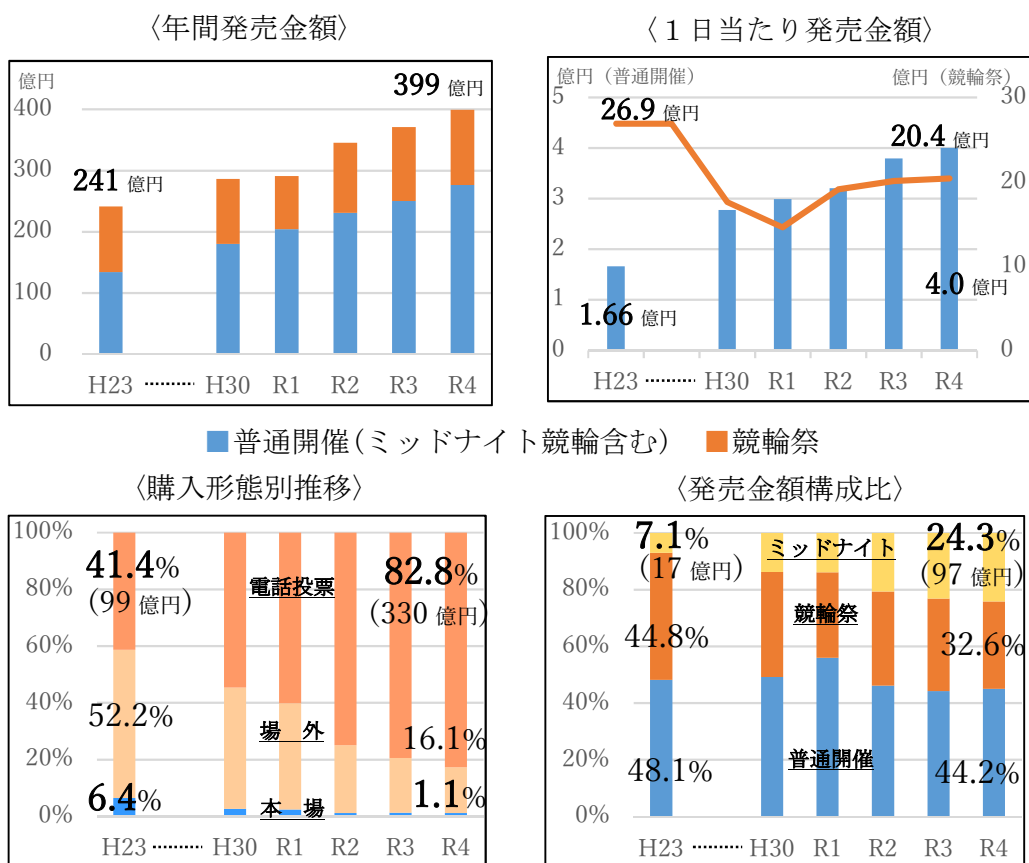 〈年間発売金額〉
億円
399 億円
400
300
241 億円
200
100
0
H23 ‥‥‥ H30 R1 R2 R3 R4
〈１日当たり発売金額〉
億円（普通開催）
億円（競輪祭）
5
30
26.9 億円
20.4 億円
4
3
20
2
10
4.0 億円
1
1.66 億円
0
0
H23 ‥‥‥ H30 R1 R2 R3 R4
普通開催（ミッドナイト競輪含む）
競輪祭
〈購入形態別推移〉
100%
41.4%
(99 億円)
電話投票
82.8%
(330 億円)
80%
60%
40%
52.2%
場　外
16.1%
20%
6.4%
本　場
1.1%
0%
H23 ‥‥‥ H30 R1 R2 R3 R4
〈発売金額構成比〉
100%
7.1%
(17 億円)
ミッドナイト
24.3%
(97 億円)
80%
競輪祭
44.8%
32.6%
60%
40%
普通開催
48.1%
44.2%
20%
0%
H23 ‥‥‥ H30 R1 R2 R3 R4